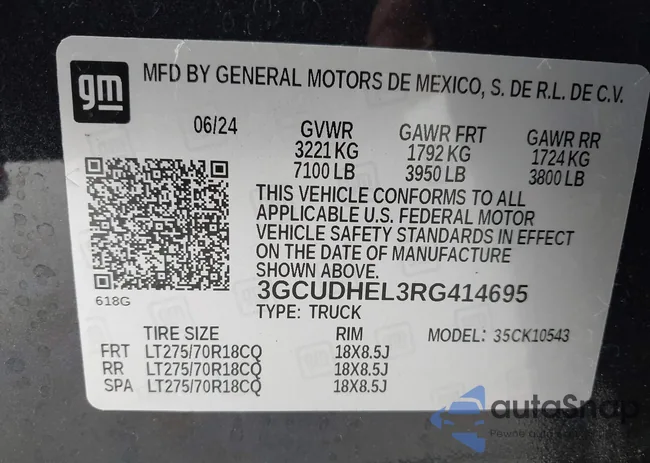 gm
MFD BY GENERAL MOTORS DE MEXICO, S. DE R.L. DE C.V.
06/24 GVWR GAWR FRT GAWR RR
3221 KG 1792 KG 1724 KG
7100 LB 3950 LB 3800 LB
THIS VEHICLE CONFORMS TO ALL
APPLICABLE U.S. FEDERAL MOTOR
VEHICLE SAFETY STANDARDS IN EFFECT
ON THE DATE OF MANUFACTURE
SHOWN ABOVE.
618G
3GCUDHEL3RG414695
TYPE: TRUCK
TIRE SIZE RIM MODEL: 35CK10543
FRT LT275/70R18CQ 18X8.5J
RR LT275/70R18CQ 18X8.5J
SPA LT275/70R18CQ 18X8.5J
autoSnap
Pewne auto z USA